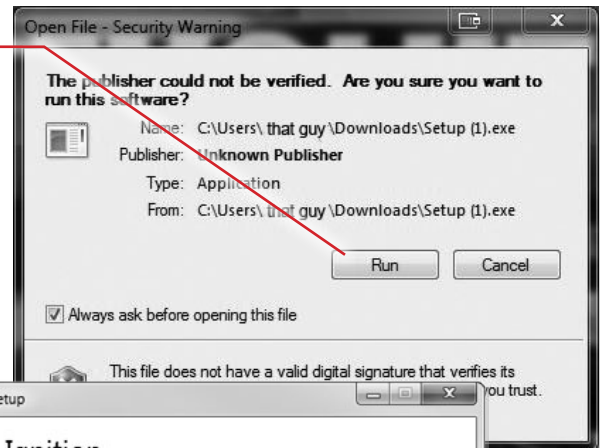 Open File - Security Warning
The publisher could not be verified. Are you sure you want to
run this software?
Name: C:\Users\ that guy \Downloads\Setup (1).exe
Publisher: Unknown Publisher
Type: Application
From: C:\Users\ that guy \Downloads\Setup (1).exe
Run Cancel
Always ask before opening this file
This file does not have a valid digital signature that verifies its
you trust.
etup
Ignition